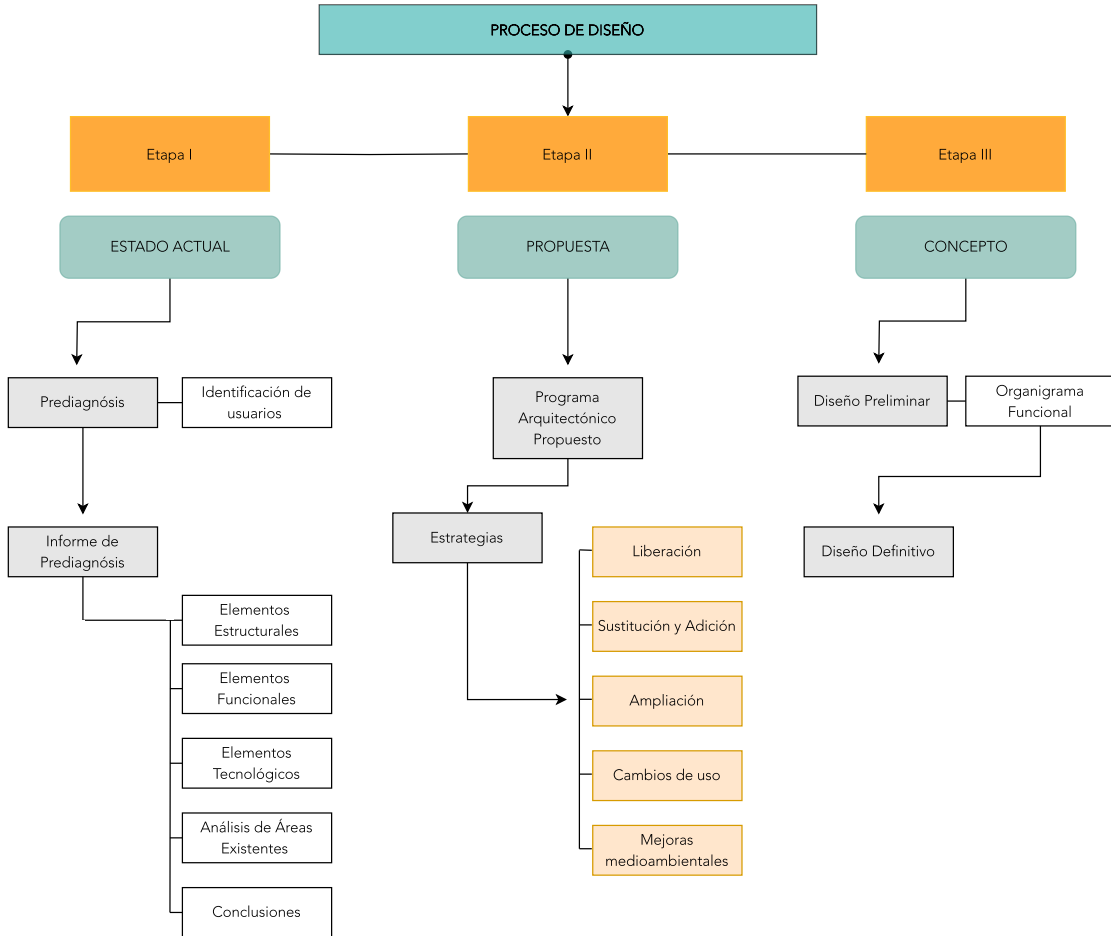 PROCESO DE DISEÑO
Etapa I
Etapa II
Etapa III
ESTADO ACTUAL
PROPUESTA
CONCEPTO
Prediagnósis
Identificación de
usuarios
Informe de
Prediagnósis
Elementos
Estructurales
Elementos
Funcionales
Elementos
Tecnológicos
Análisis de Áreas
Existentes
Conclusiones
Programa
Arquitectónico
Propuesto
Estrategias
Liberación
Sustitución y Adición
Ampliación
Cambios de uso
Mejoras
medioambientales
Diseño Preliminar
Organigrama
Funcional
Diseño Definitivo